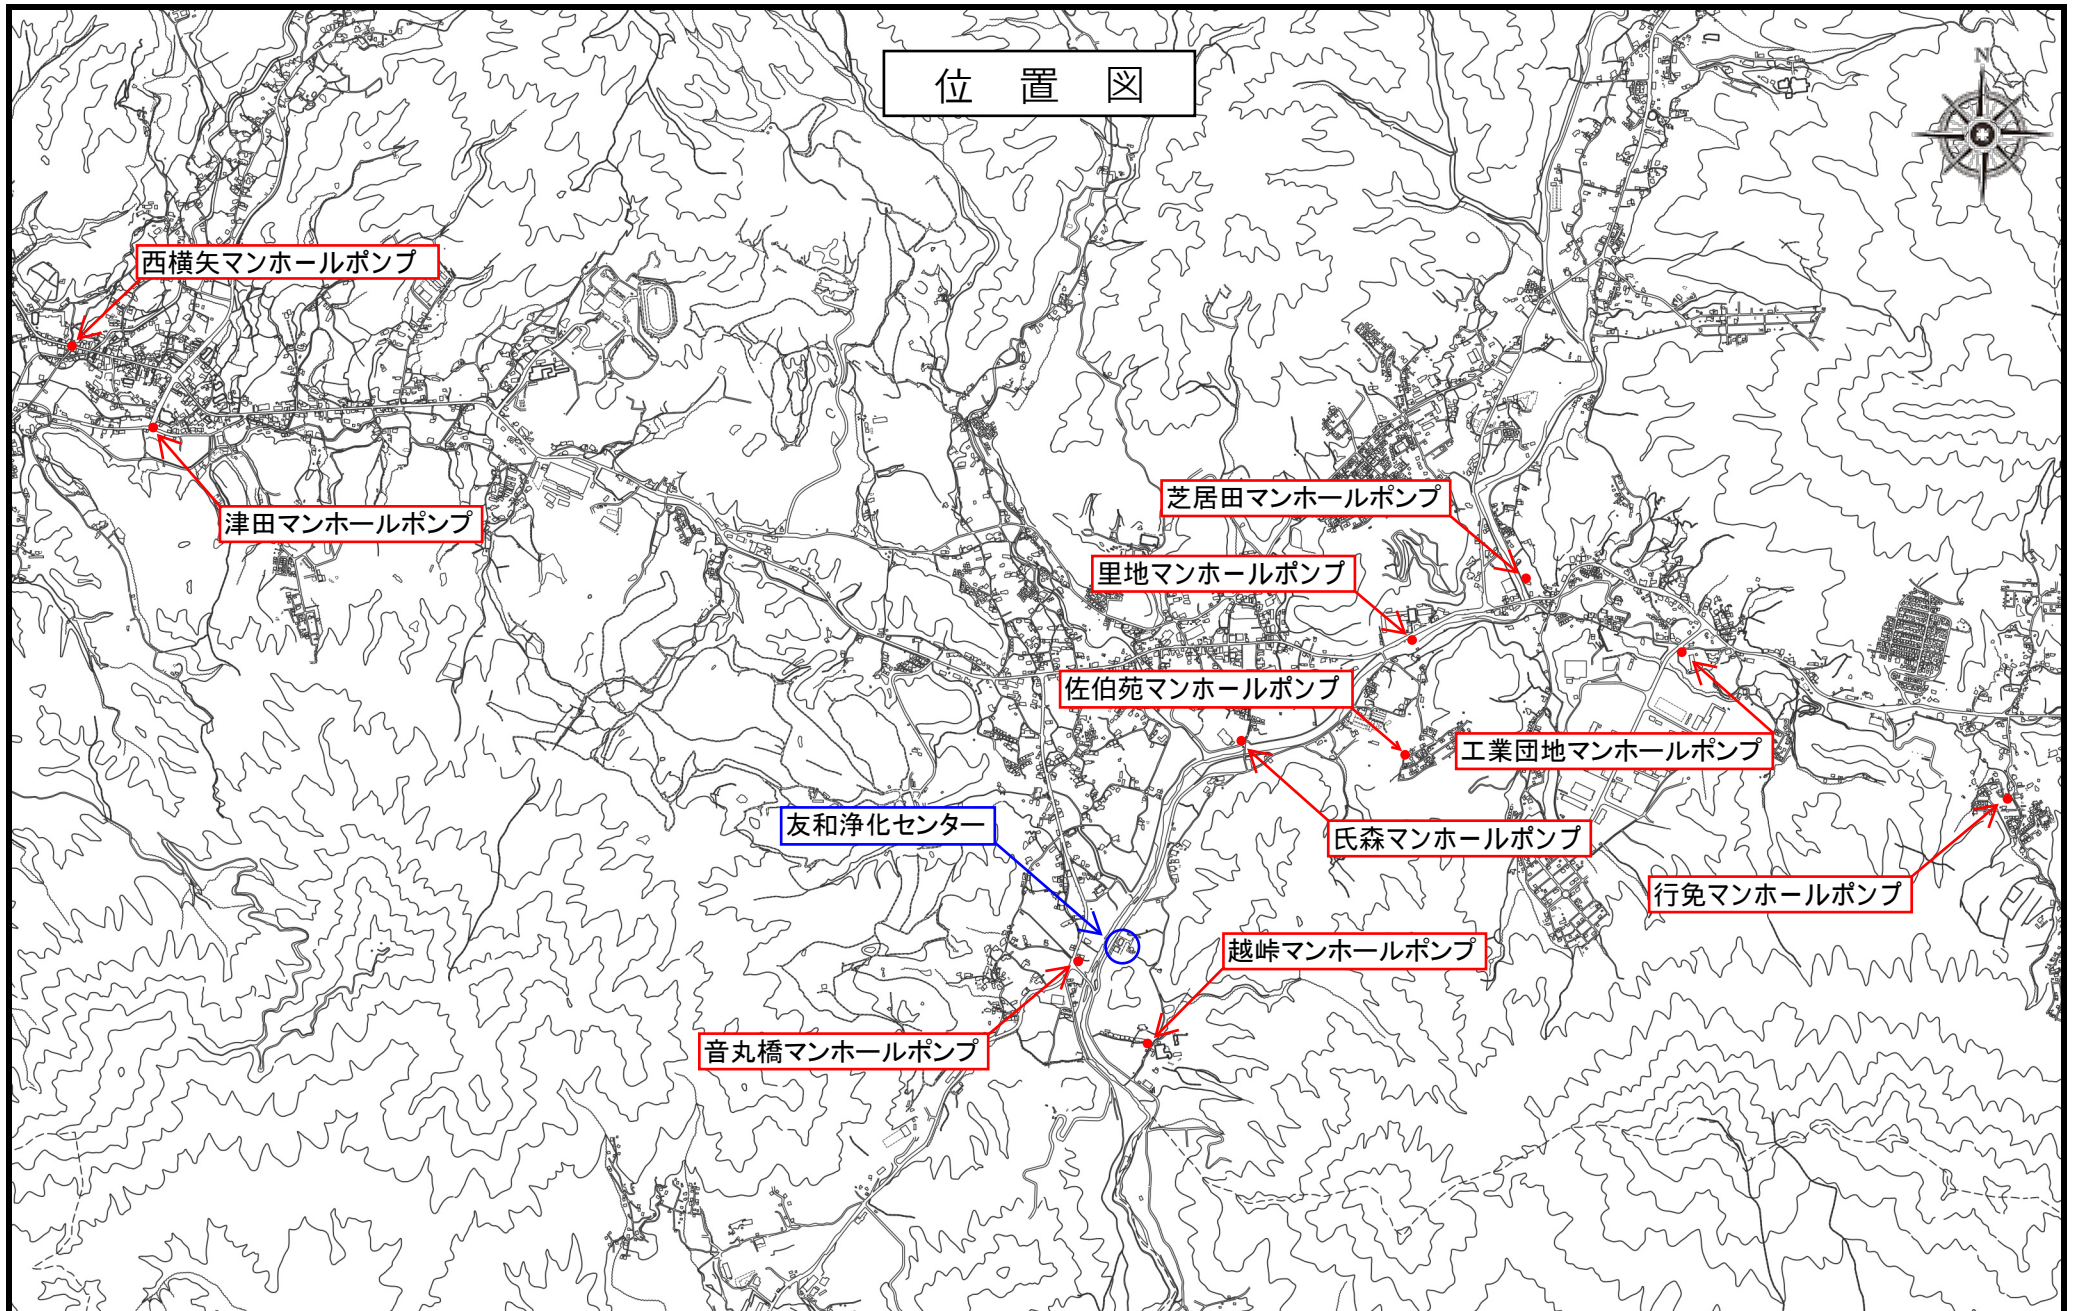 位 置 図
N
西横矢マンホールポンプ
津田マンホールポンプ
芝居田マンホールポンプ
里地マンホールポンプ
佐伯苑マンホールポンプ
工業団地マンホールポンプ
友和浄化センター
氏森マンホールポンプ
行免マンホールポンプ
越峠マンホールポンプ
音丸橋マンホールポンプ